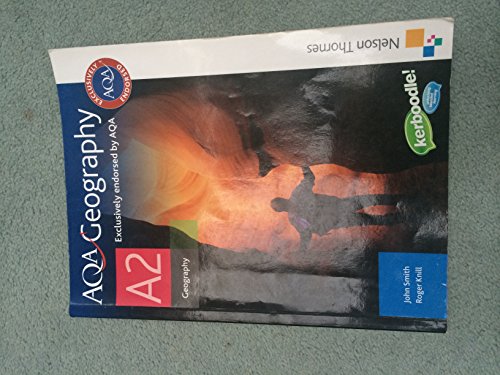 AQA Geography
Exclusively endorsed by AQA
EXCLUSIVELY
AQA
ENDORSED
A2
Geography
Nelson Thornes
kerboodle!
John Smith
Roger Knill